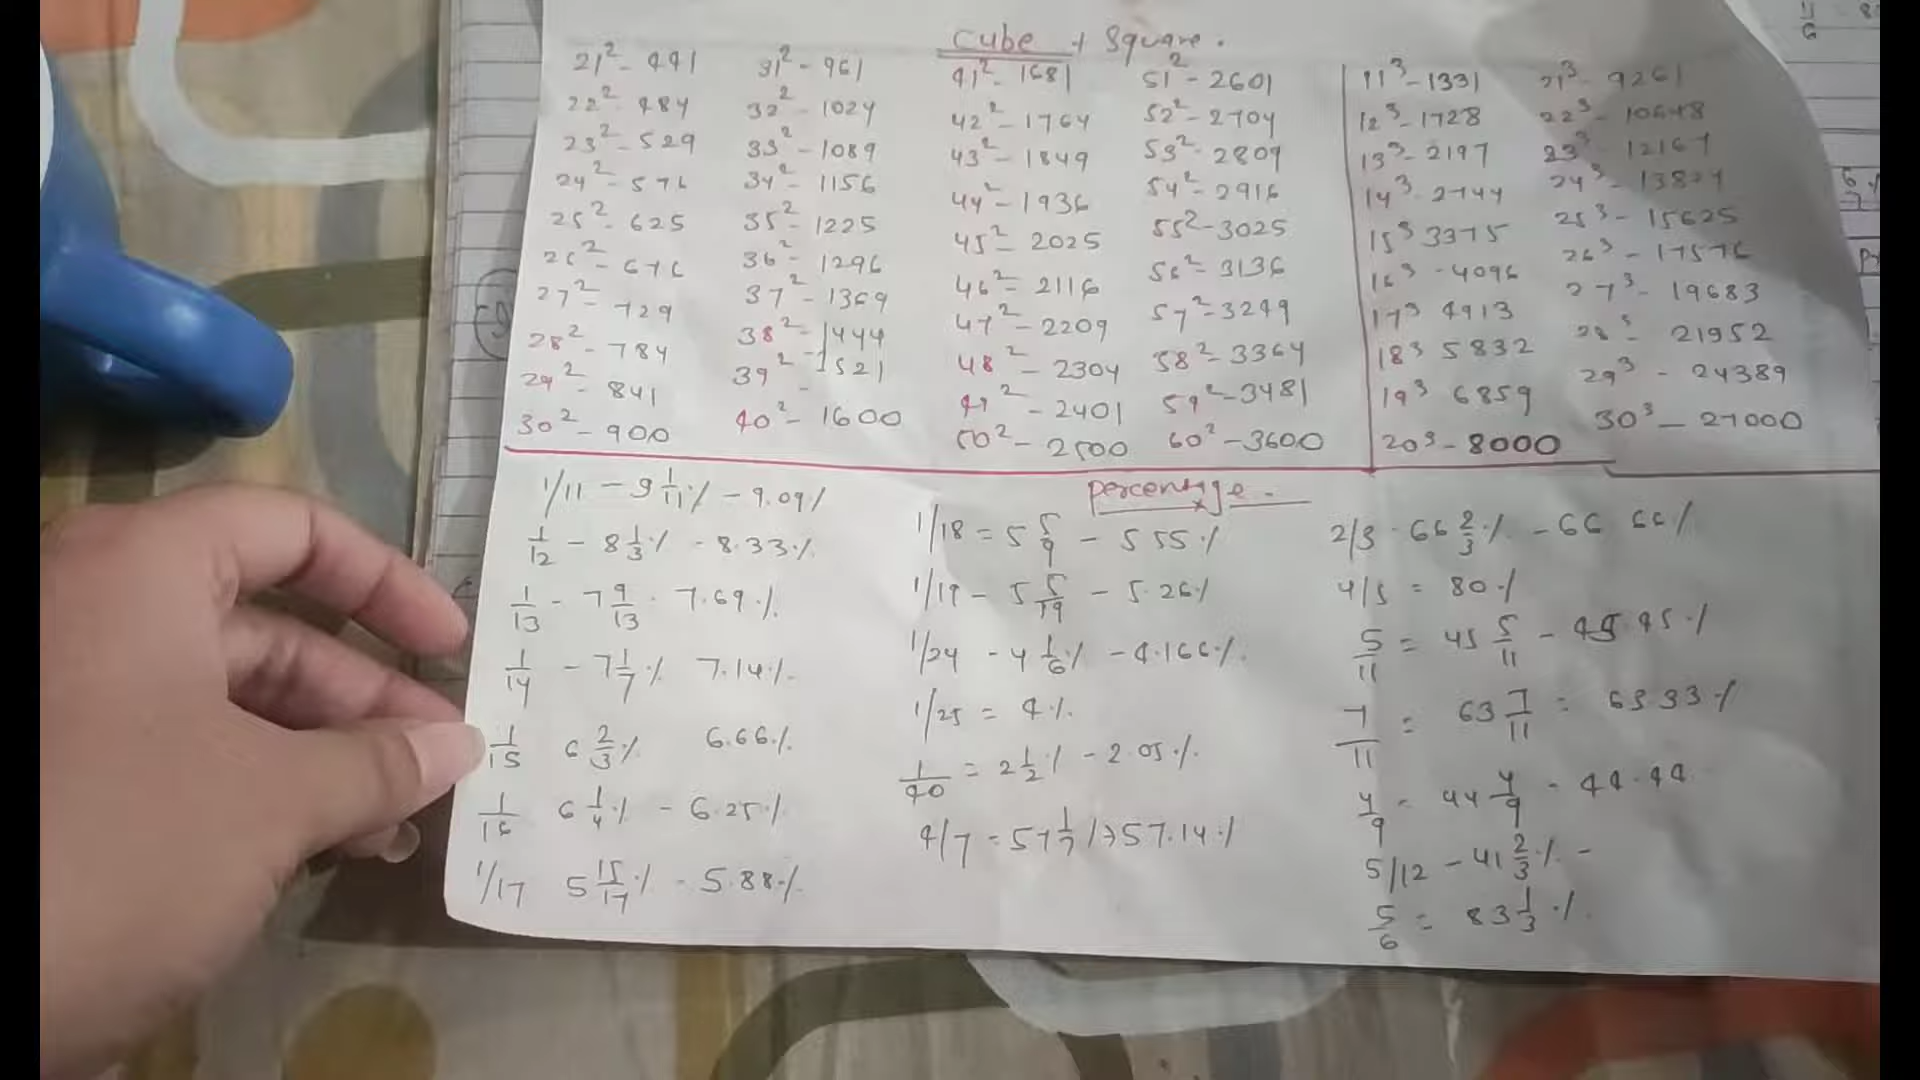 Cube + Square.
21² - 441
22² - 484
23² - 529
24² - 576
25² - 625
26² - 676
27² - 729
28² - 784
29² - 841
30² - 900
31² - 961
32² - 1024
33² - 1089
34² - 1156
35² - 1225
36² - 1296
37² - 1369
38² - 1444
39² - 1521
40² - 1600
41² - 1681
42² - 1764
43² - 1849
44² - 1936
45² - 2025
46² - 2116
47² - 2209
48² - 2304
49² - 2401
50² - 2500
51² - 2601
52² - 2704
53² - 2809
54² - 2916
55² - 3025
56² - 3136
57² - 3249
58² - 3364
59² - 3481
60² - 3600
11³ - 1331
12³ - 1728
13³ - 2197
14³ - 2744
15³ 3375
16³ - 4096
17³ 4913
18³ 5832
19³ 6859
20³ - 8000
21³ - 9261
22³ - 10648
23³ - 12167
24³ - 13824
25³ - 15625
26³ - 17576
27³ - 19683
28³ - 21952
29³ - 24389
30³ - 27000
percentage.
1/11 - 9 1/11 % - 9.09%
1/12 - 8 1/3 % - 8.33%
1/13 - 7 9/13 - 7.69%
1/14 - 7 1/7 % 7.14%
1/15 6 2/3 % 6.66%
1/16 6 1/4 % - 6.25%
1/17 5 15/17 % - 5.88%
1/18 = 5 5/9 - 5 55%
1/19 - 5 5/19 - 5.26%
1/24 - 4 1/6 % - 4.166%
1/25 = 4%
1/40 = 2 1/2 % - 2.05%
4/7 = 57 1/7 % → 57.14%
2/3 - 66 2/3 % - 66 66%
4/5 = 80%
5/11 = 45 5/11 - 45.45%
7/11 = 63 7/11 = 63.33%
4/9 = 44 4/9 - 44.44
5/12 - 41 2/3 % -
5/6 = 83 1/3 %